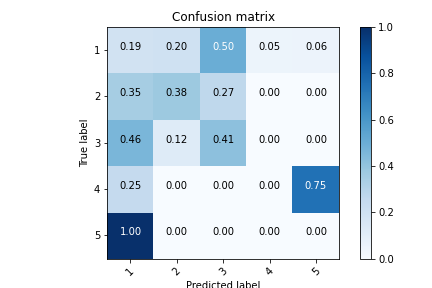 Confusion matrix
1 0.19 0.20 0.50 0.05 0.06
2 0.35 0.38 0.27 0.00 0.00
3 0.46 0.12 0.41 0.00 0.00
4 0.25 0.00 0.00 0.00 0.75
5 1.00 0.00 0.00 0.00 0.00
True label
1 2 3 4 5
Predicted label
1.0
0.8
0.6
0.4
0.2
0.0